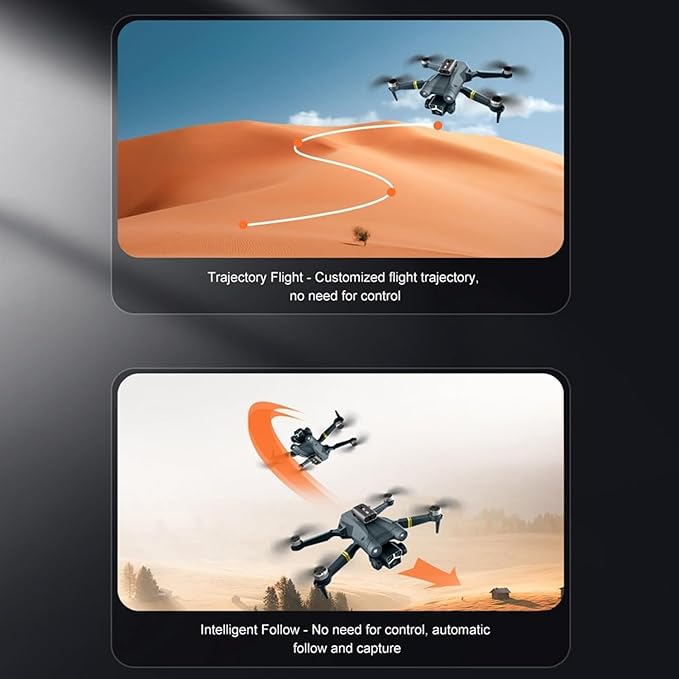 Trajectory Flight - Customized flight trajectory,
no need for control
Intelligent Follow - No need for control, automatic
follow and capture